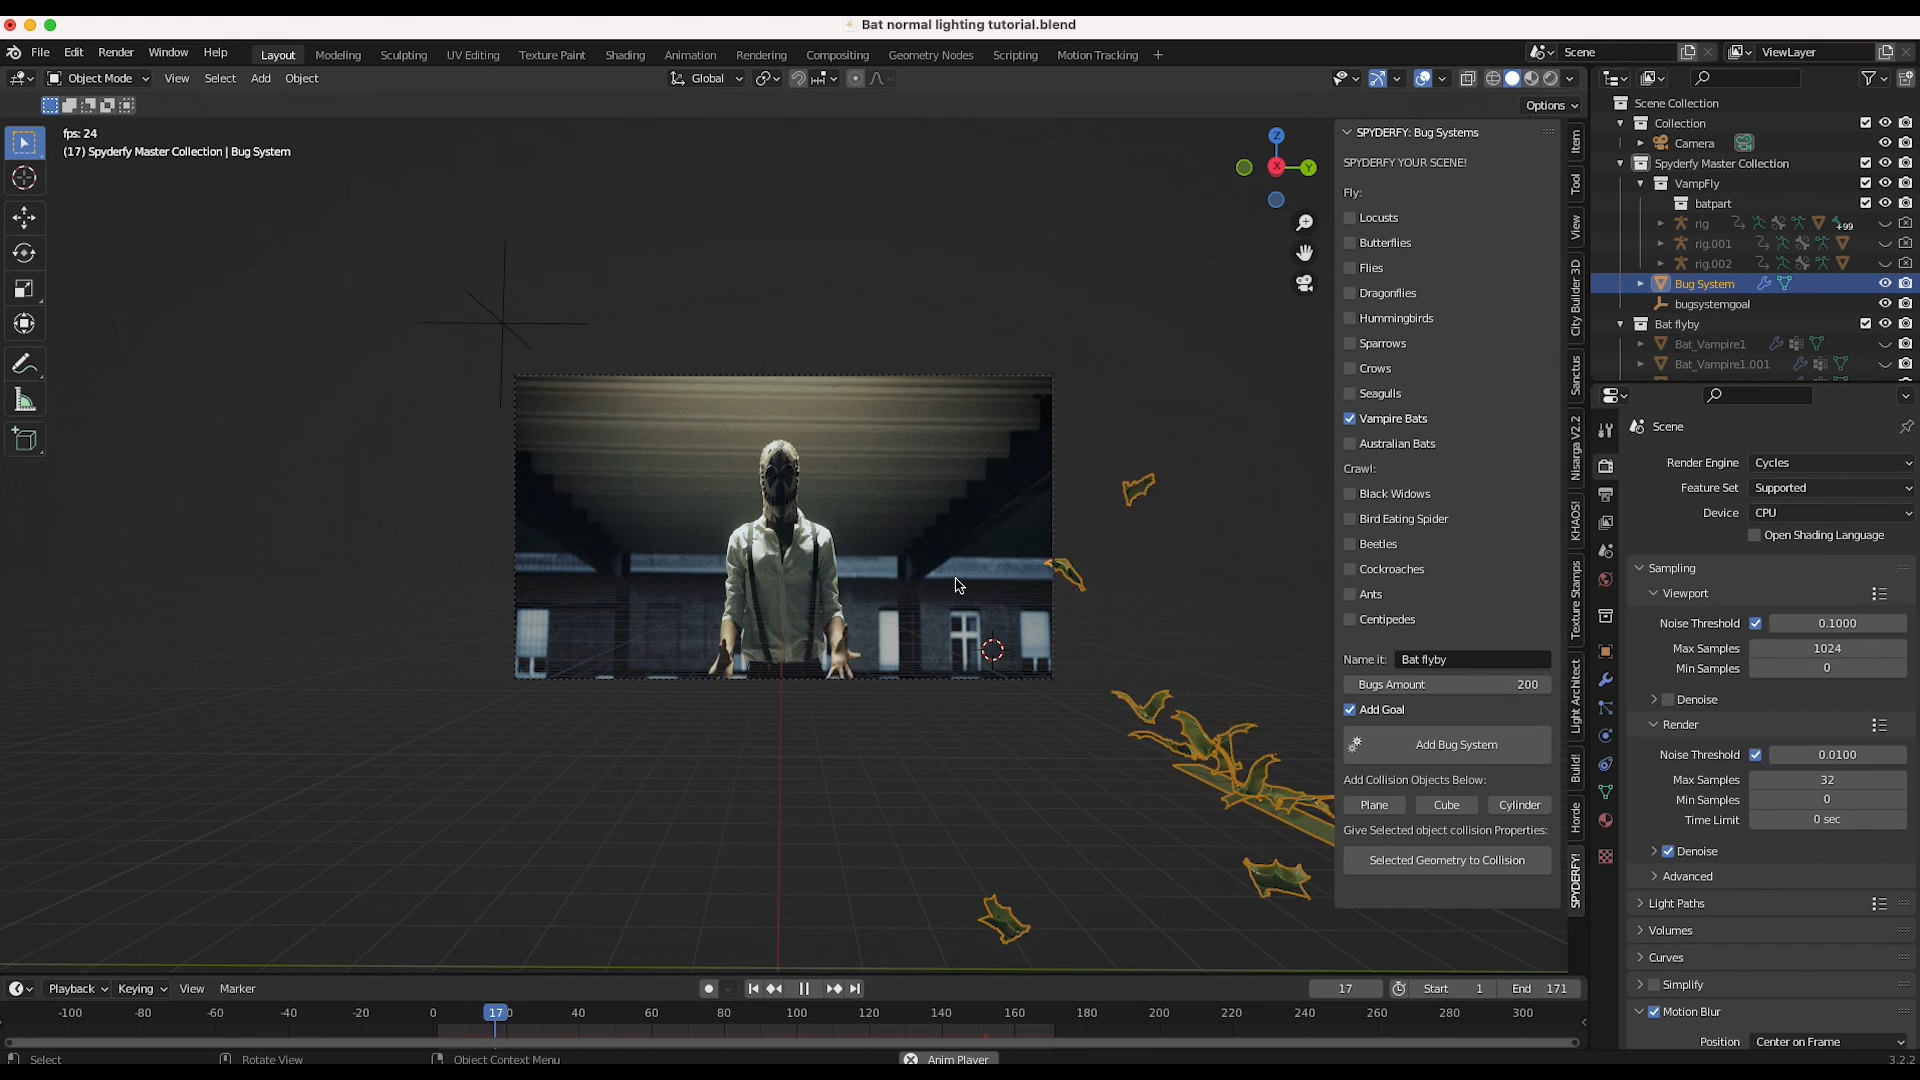 Bat normal lighting tutorial.blend
File Edit Render Window Help Layout Modeling Sculpting UV Editing Texture Paint Shading Animation Rendering Compositing Geometry Nodes Scripting Motion Tracking + Scene ViewLayer
Object Mode View Select Add Object Global
Options
fps: 24
(17) Spyderfy Master Collection | Bug System
Z
X
Y
SPYDERFY: Bug Systems
SPYDERFY YOUR SCENE!
Fly:
Locusts
Butterflies
Flies
Dragonflies
Hummingbirds
Sparrows
Crows
Seagulls
Vampire Bats
Australian Bats
Crawl:
Black Widows
Bird Eating Spider
Beetles
Cockroaches
Ants
Centipedes
Name it: Bat flyby
Bugs Amount 200
Add Goal
Add Bug System
Add Collision Objects Below:
Plane Cube Cylinder
Give Selected object collision Properties:
Selected Geometry to Collision
Item
Tool
View
City Builder 3D
Sanctus
Nisarga V2.2
KHAOS!
Texture Stamps
Light Architect
Build!
Horde
SPYDERFY!
Scene Collection
Collection
Camera
Spyderfy Master Collection
VampFly
batpart
rig +99
rig.001
rig.002
Bug System
bugsystemgoal
Bat flyby
Bat_Vampire1
Bat_Vampire1.001
Scene
Render Engine Cycles
Feature Set Supported
Device CPU
Open Shading Language
Sampling
Viewport
Noise Threshold 0.1000
Max Samples 1024
Min Samples 0
Denoise
Render
Noise Threshold 0.0100
Max Samples 32
Min Samples 0
Time Limit 0 sec
Denoise
Advanced
Light Paths
Volumes
Curves
Simplify
Motion Blur
Position Center on Frame
Playback Keying View Marker 17 Start 1 End 171
-100 -80 -60 -40 -20 0 17 40 60 80 100 120 140 160 180 200 220 240 260 280 300
Select Rotate View Object Context Menu Anim Player 3.2.2